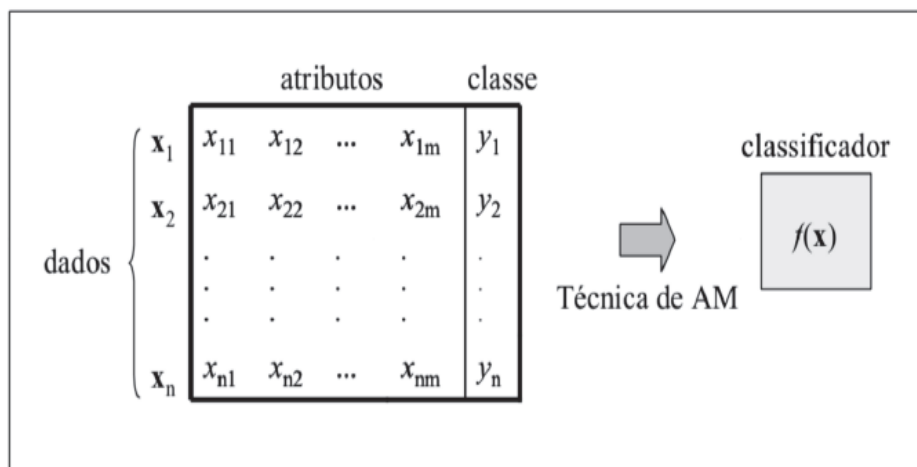 atributos classe
x₁ x₁₁ x₁₂ ... x₁ₘ y₁
classificador
x₂ x₂₁ x₂₂ ... x₂ₘ y₂
f(x)
dados
. . . . .
. . . . .
. . . . .
Técnica de AM
xₙ xₙ₁ xₙ₂ ... xₙₘ yₙ